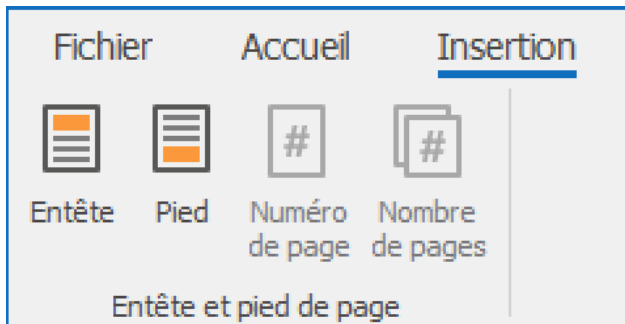 Fichier Accueil Insertion
# #
Entête Pied Numéro de page Nombre de pages
Entête et pied de page